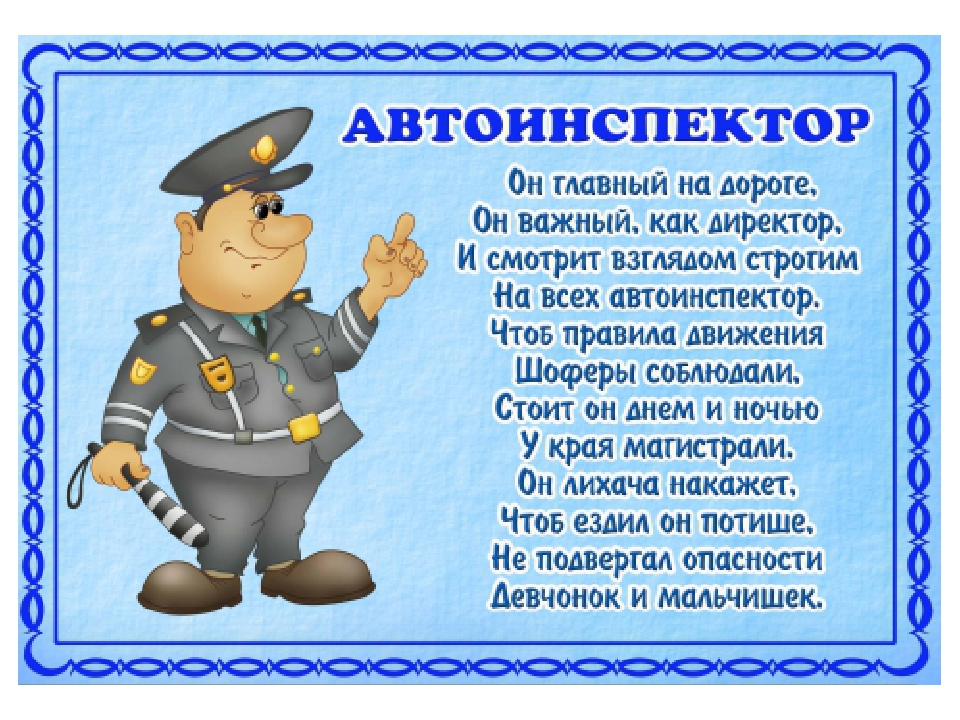 АВТОИНСПЕКТОР
Он главный на дороге,
Он важный, как директор,
И смотрит взглядом строгим
На всех автоинспектор.
Чтоб правила движения
Шоферы соблюдали,
Стоит он днем и ночью
У края магистрали.
Он лихача накажет,
Чтоб ездил он потише,
Не подвергал опасности
Девчонок и мальчишек.